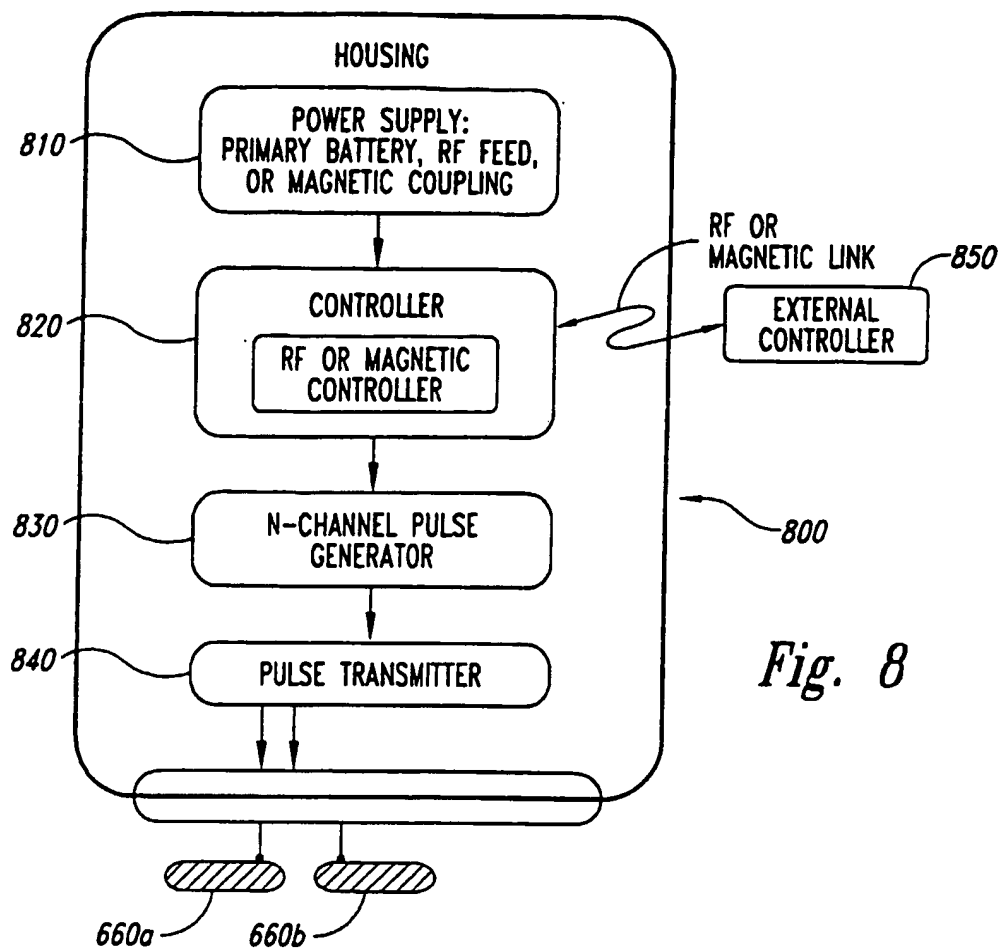 HOUSING
810
POWER SUPPLY:
PRIMARY BATTERY, RF FEED,
OR MAGNETIC COUPLING
RF OR
MAGNETIC LINK
850
EXTERNAL
CONTROLLER
820
CONTROLLER
RF OR MAGNETIC
CONTROLLER
830
N-CHANNEL PULSE
GENERATOR
800
840
PULSE TRANSMITTER
Fig. 8
660a
660b